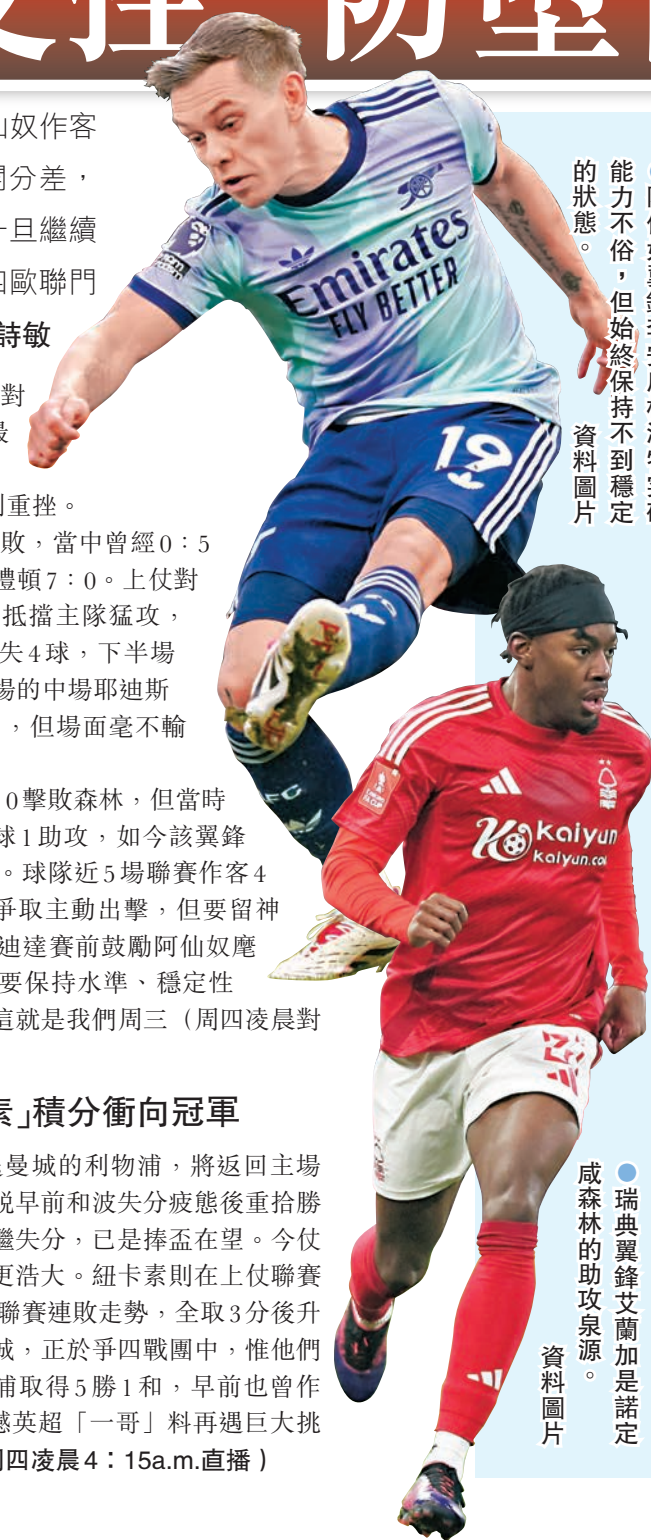 仙奴作客
開分差，
一旦繼續
四歐聯門
詩敏
對
最
重挫。
敗，當中曾經0：5
禮頓7：0。上仗對
抵擋主隊猛攻，
失4球，下半場
場的中場耶迪斯
，但場面毫不輸
0擊敗森林，但當時
球1助攻，如今該翼鋒
。球隊近5場聯賽作客4
爭取主動出擊，但要留神
迪達賽前鼓勵阿仙奴麾
要保持水準、穩定性
這就是我們周三（周四凌晨對
素」積分衝向冠軍
曼城的利物浦，將返回主場
脫早前和波失分疲態後重拾勝
繼失分，已是捧盃在望。今仗
更浩大。紐卡素則在上仗聯賽
聯賽連敗走勢，全取3分後升
城，正於爭四戰團中，惟他們
浦取得5勝1和，早前也曾作
憾英超「一哥」料再遇巨大挑
四凌晨4：15a.m.直播）
Emirates
FLY BETTER
19
能力不俗，但始終保持不到穩定
的狀態。
資料圖片
Kaiyun
kaiyun.co
●瑞典翼鋒艾蘭加是諾定
咸森林的助攻泉源。
資料圖片